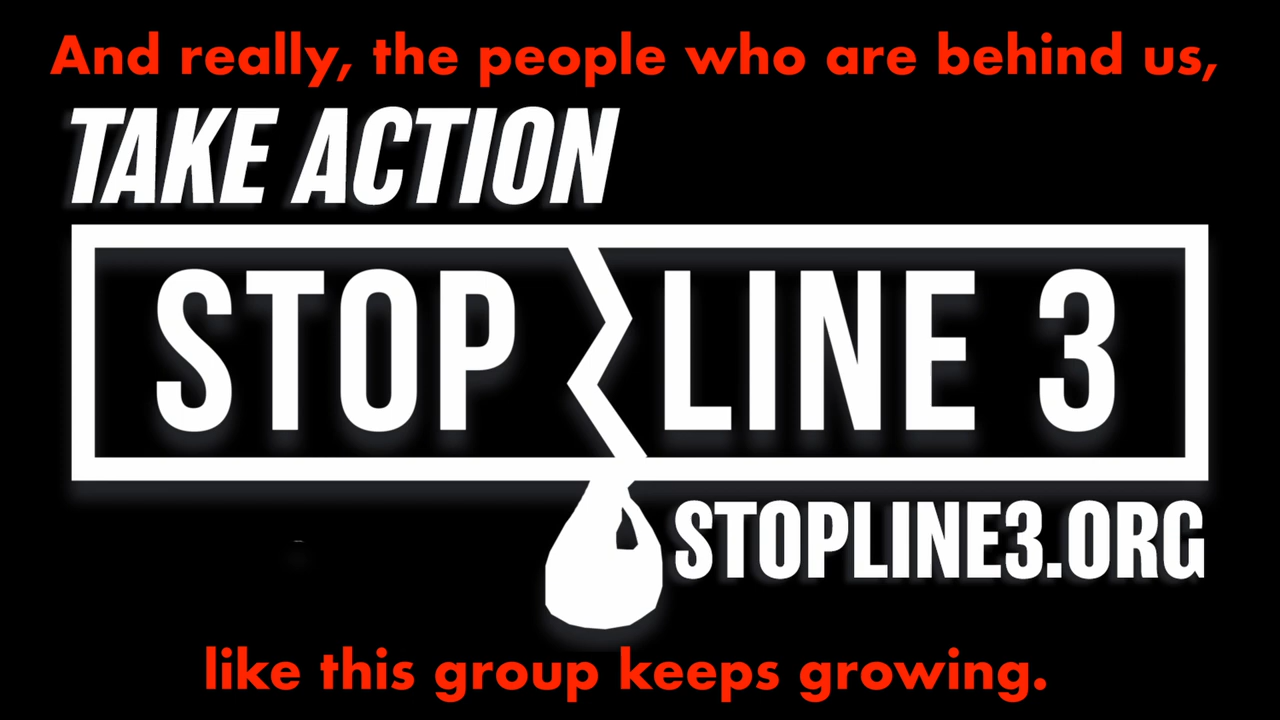 And really, the people who are behind us,
TAKE ACTION
STOP LINE 3
STOPLINE3.ORG
like this group keeps growing.